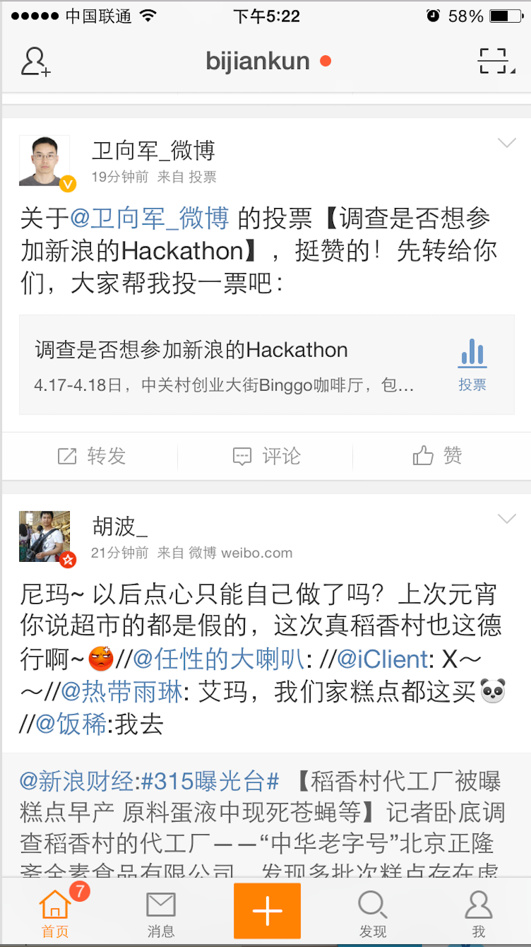 中国联通 下午5:22 58%
bijiankun
卫向军_微博
19分钟前 来自 投票
关于@卫向军_微博 的投票【调查是否想参
加新浪的Hackathon】，挺赞的！先转给你
们，大家帮我投一票吧：
调查是否想参加新浪的Hackathon
4.17-4.18日，中关村创业大街Binggo咖啡厅，包...
投票
转发 评论 赞
胡波_
21分钟前 来自 微博 weibo.com
尼玛~ 以后点心只能自己做了吗？上次元宵
你说超市的都是假的，这次真稻香村也这德
行啊~//@任性的大喇叭: //@iClient: X～
～//@热带雨琳: 艾玛，我们家糕点都这买
//@饭稀:我去
@新浪财经:#315曝光台# 【稻香村代工厂被曝
糕点早产 原料蛋液中现死苍蝇等】记者卧底调
查稻香村的代工厂——“中华老字号”北京正隆
斋全素食品有限公司，发现多批次糕点存在虚
7
首页 消息 发现 我